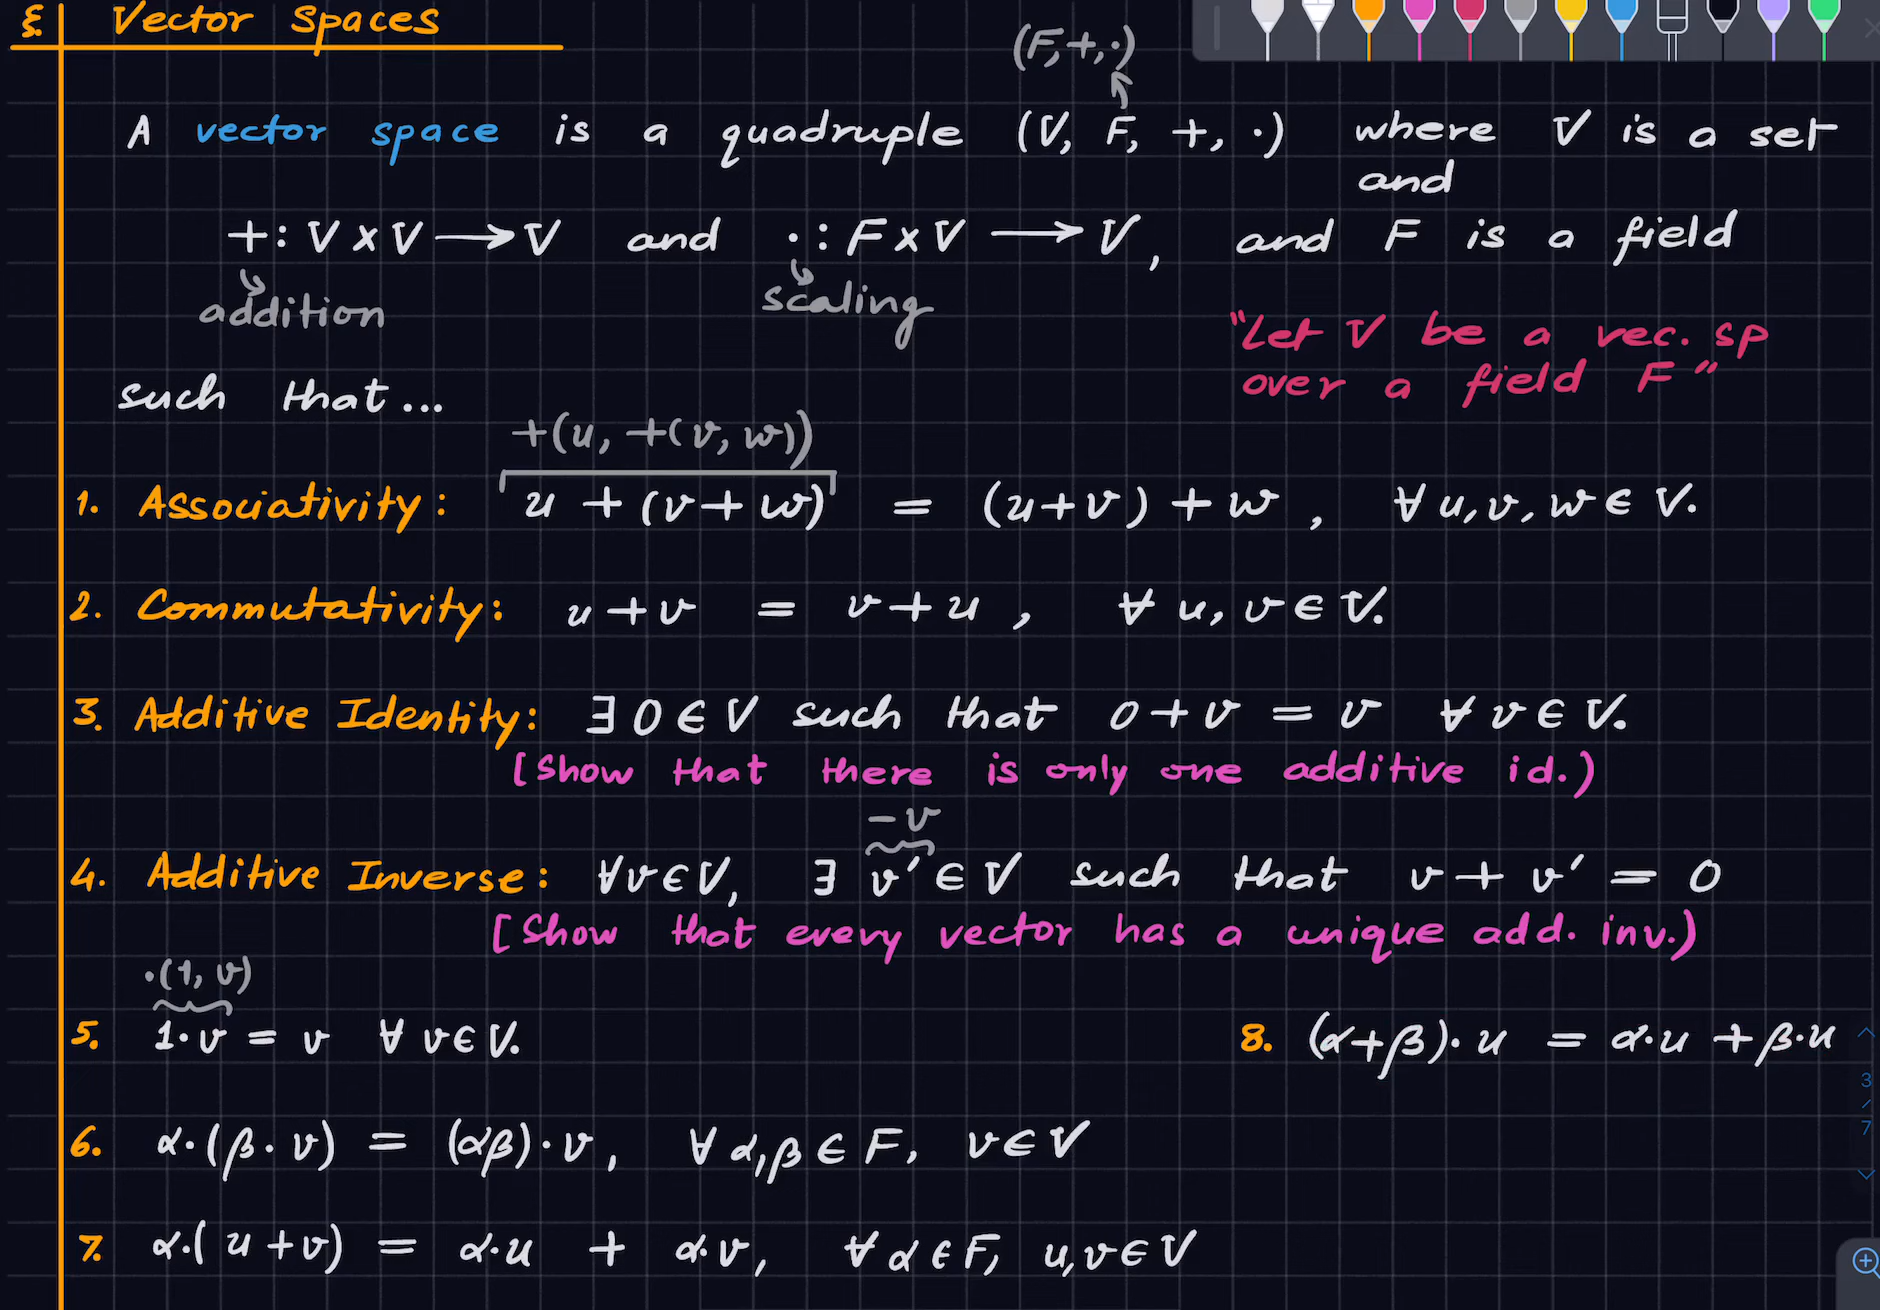 §. Vector Spaces
(F, +, ·)
A vector space is a quadruple (V, F, +, ·) where V is a set
and
+: V x V → V and · : F x V → V, and F is a field
addition scaling
"Let V be a vec. sp
over a field F"
such that...
+(u, +(v, w))
1. Associativity: u + (v + w) = (u+v) + w , ∀ u, v, w ∈ V.
2. Commutativity: u + v = v + u , ∀ u, v ∈ V.
3. Additive Identity: ∃ 0 ∈ V such that 0 + v = v ∀ v ∈ V.
[Show that there is only one additive id.)
-v
4. Additive Inverse: ∀ v ∈ V, ∃ v' ∈ V such that v + v' = 0
[Show that every vector has a unique add. inv.)
·(1, v)
5. 1·v = v ∀ v ∈ V. 8. (α+β)·u = α·u + β·u
6. α·(β·v) = (αβ)·v, ∀ α,β ∈ F, v ∈ V
7. α·(u+v) = α·u + α·v, ∀ α ∈ F, u,v ∈ V
3
/
7